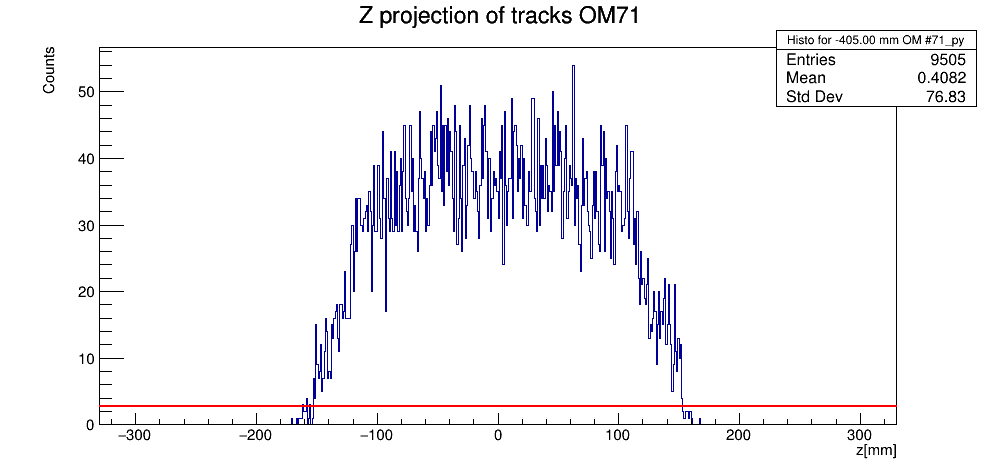 Z projection of tracks OM71
Histo for -405.00 mm OM #71_py
Entries 9505
Mean 0.4082
Std Dev 76.83
Counts
50
40
30
20
10
0
−300 −200 −100 0 100 200 300
z[mm]